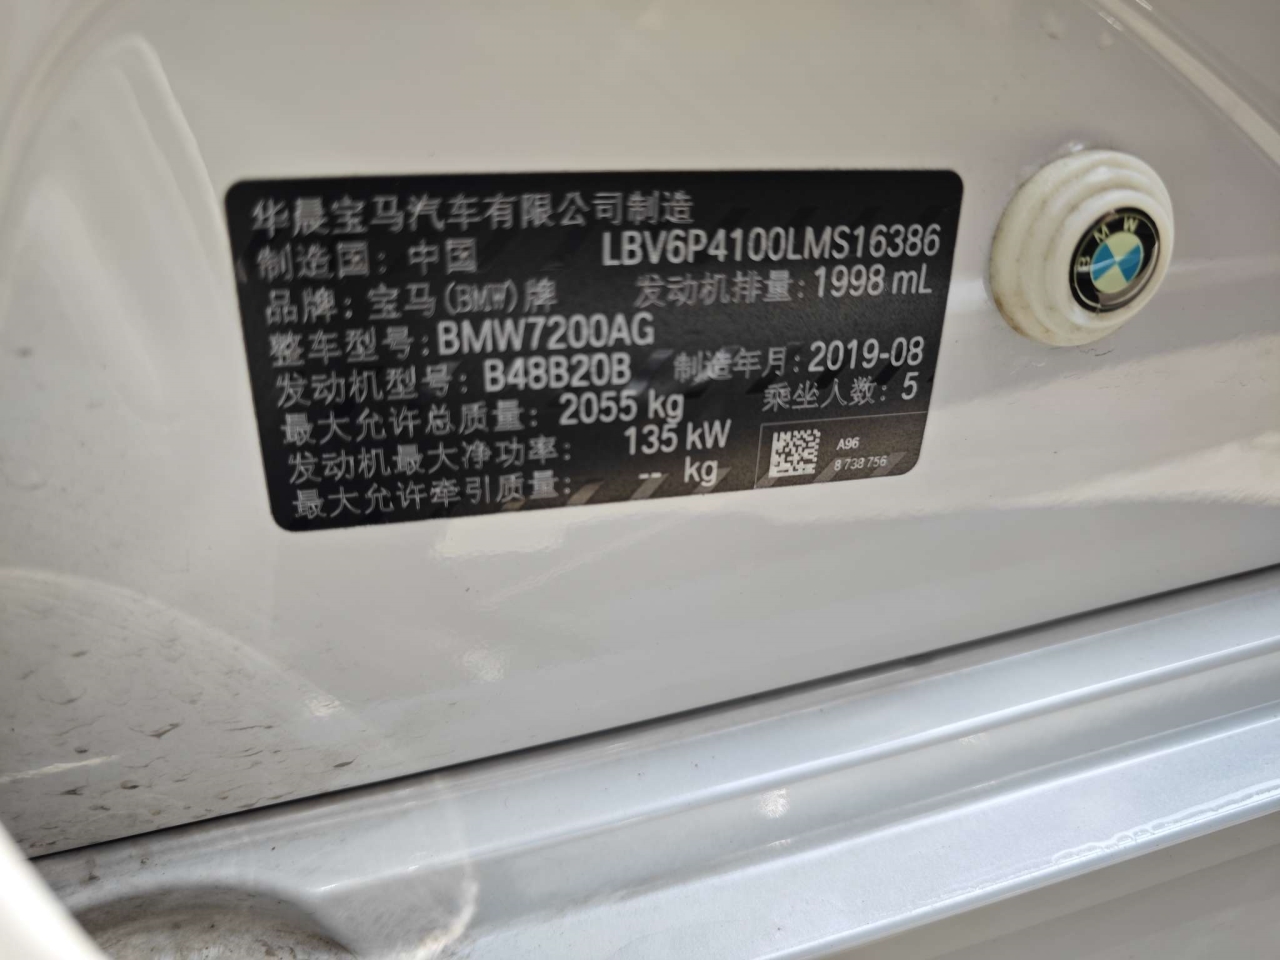 华晨宝马汽车有限公司制造
制造国：中国 LBV6P4100LMS16386
品牌：宝马(BMW)牌 发动机排量：1998 mL
整车型号：BMW7200AG
发动机型号：B48B20B 制造年月：2019-08
最大允许总质量：2055 kg 乘坐人数：5
发动机最大净功率：135 kW
最大允许牵引质量：-- kg
A96
8 738 756
BMW